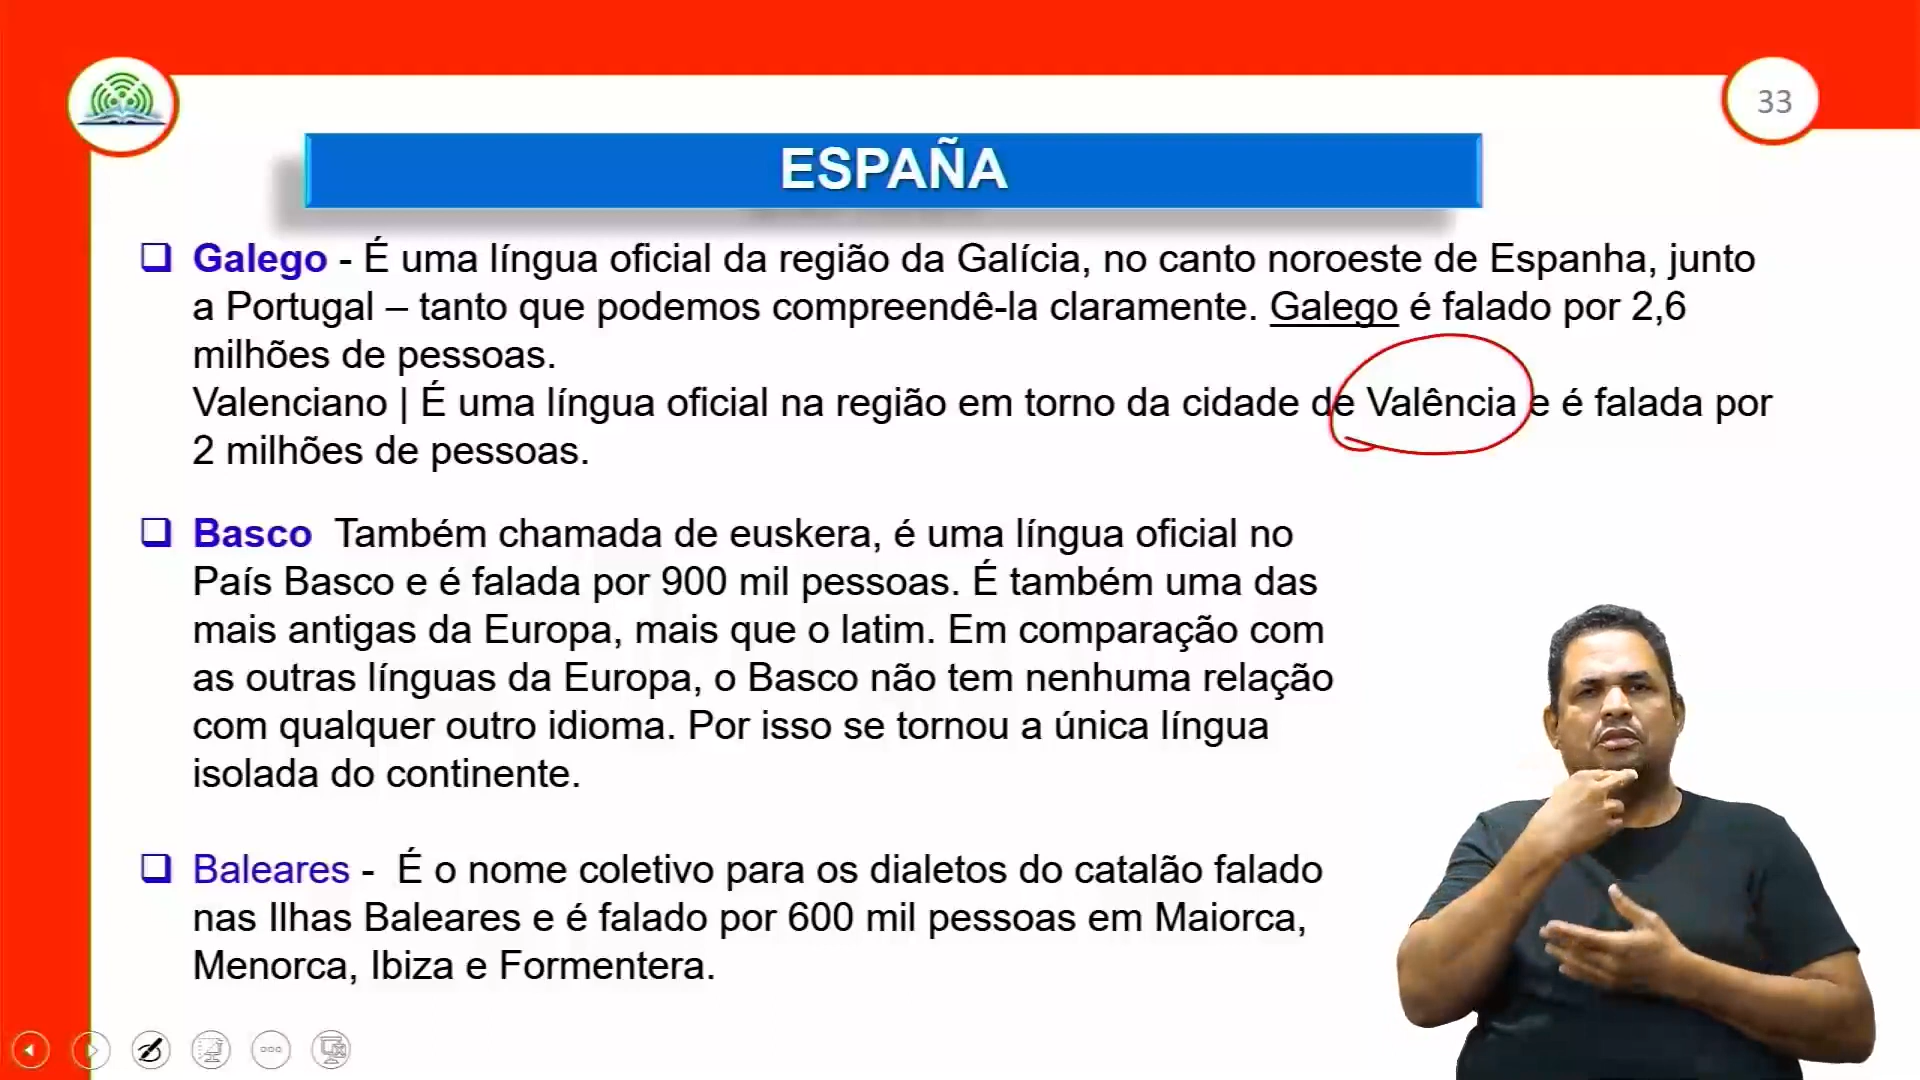 33
ESPAÑA
Galego - É uma língua oficial da região da Galícia, no canto noroeste de Espanha, junto
a Portugal – tanto que podemos compreendê-la claramente. Galego é falado por 2,6
milhões de pessoas.
Valenciano | É uma língua oficial na região em torno da cidade de Valência e é falada por
2 milhões de pessoas.
Basco Também chamada de euskera, é uma língua oficial no
País Basco e é falada por 900 mil pessoas. É também uma das
mais antigas da Europa, mais que o latim. Em comparação com
as outras línguas da Europa, o Basco não tem nenhuma relação
com qualquer outro idioma. Por isso se tornou a única língua
isolada do continente.
Baleares - É o nome coletivo para os dialetos do catalão falado
nas Ilhas Baleares e é falado por 600 mil pessoas em Maiorca,
Menorca, Ibiza e Formentera.